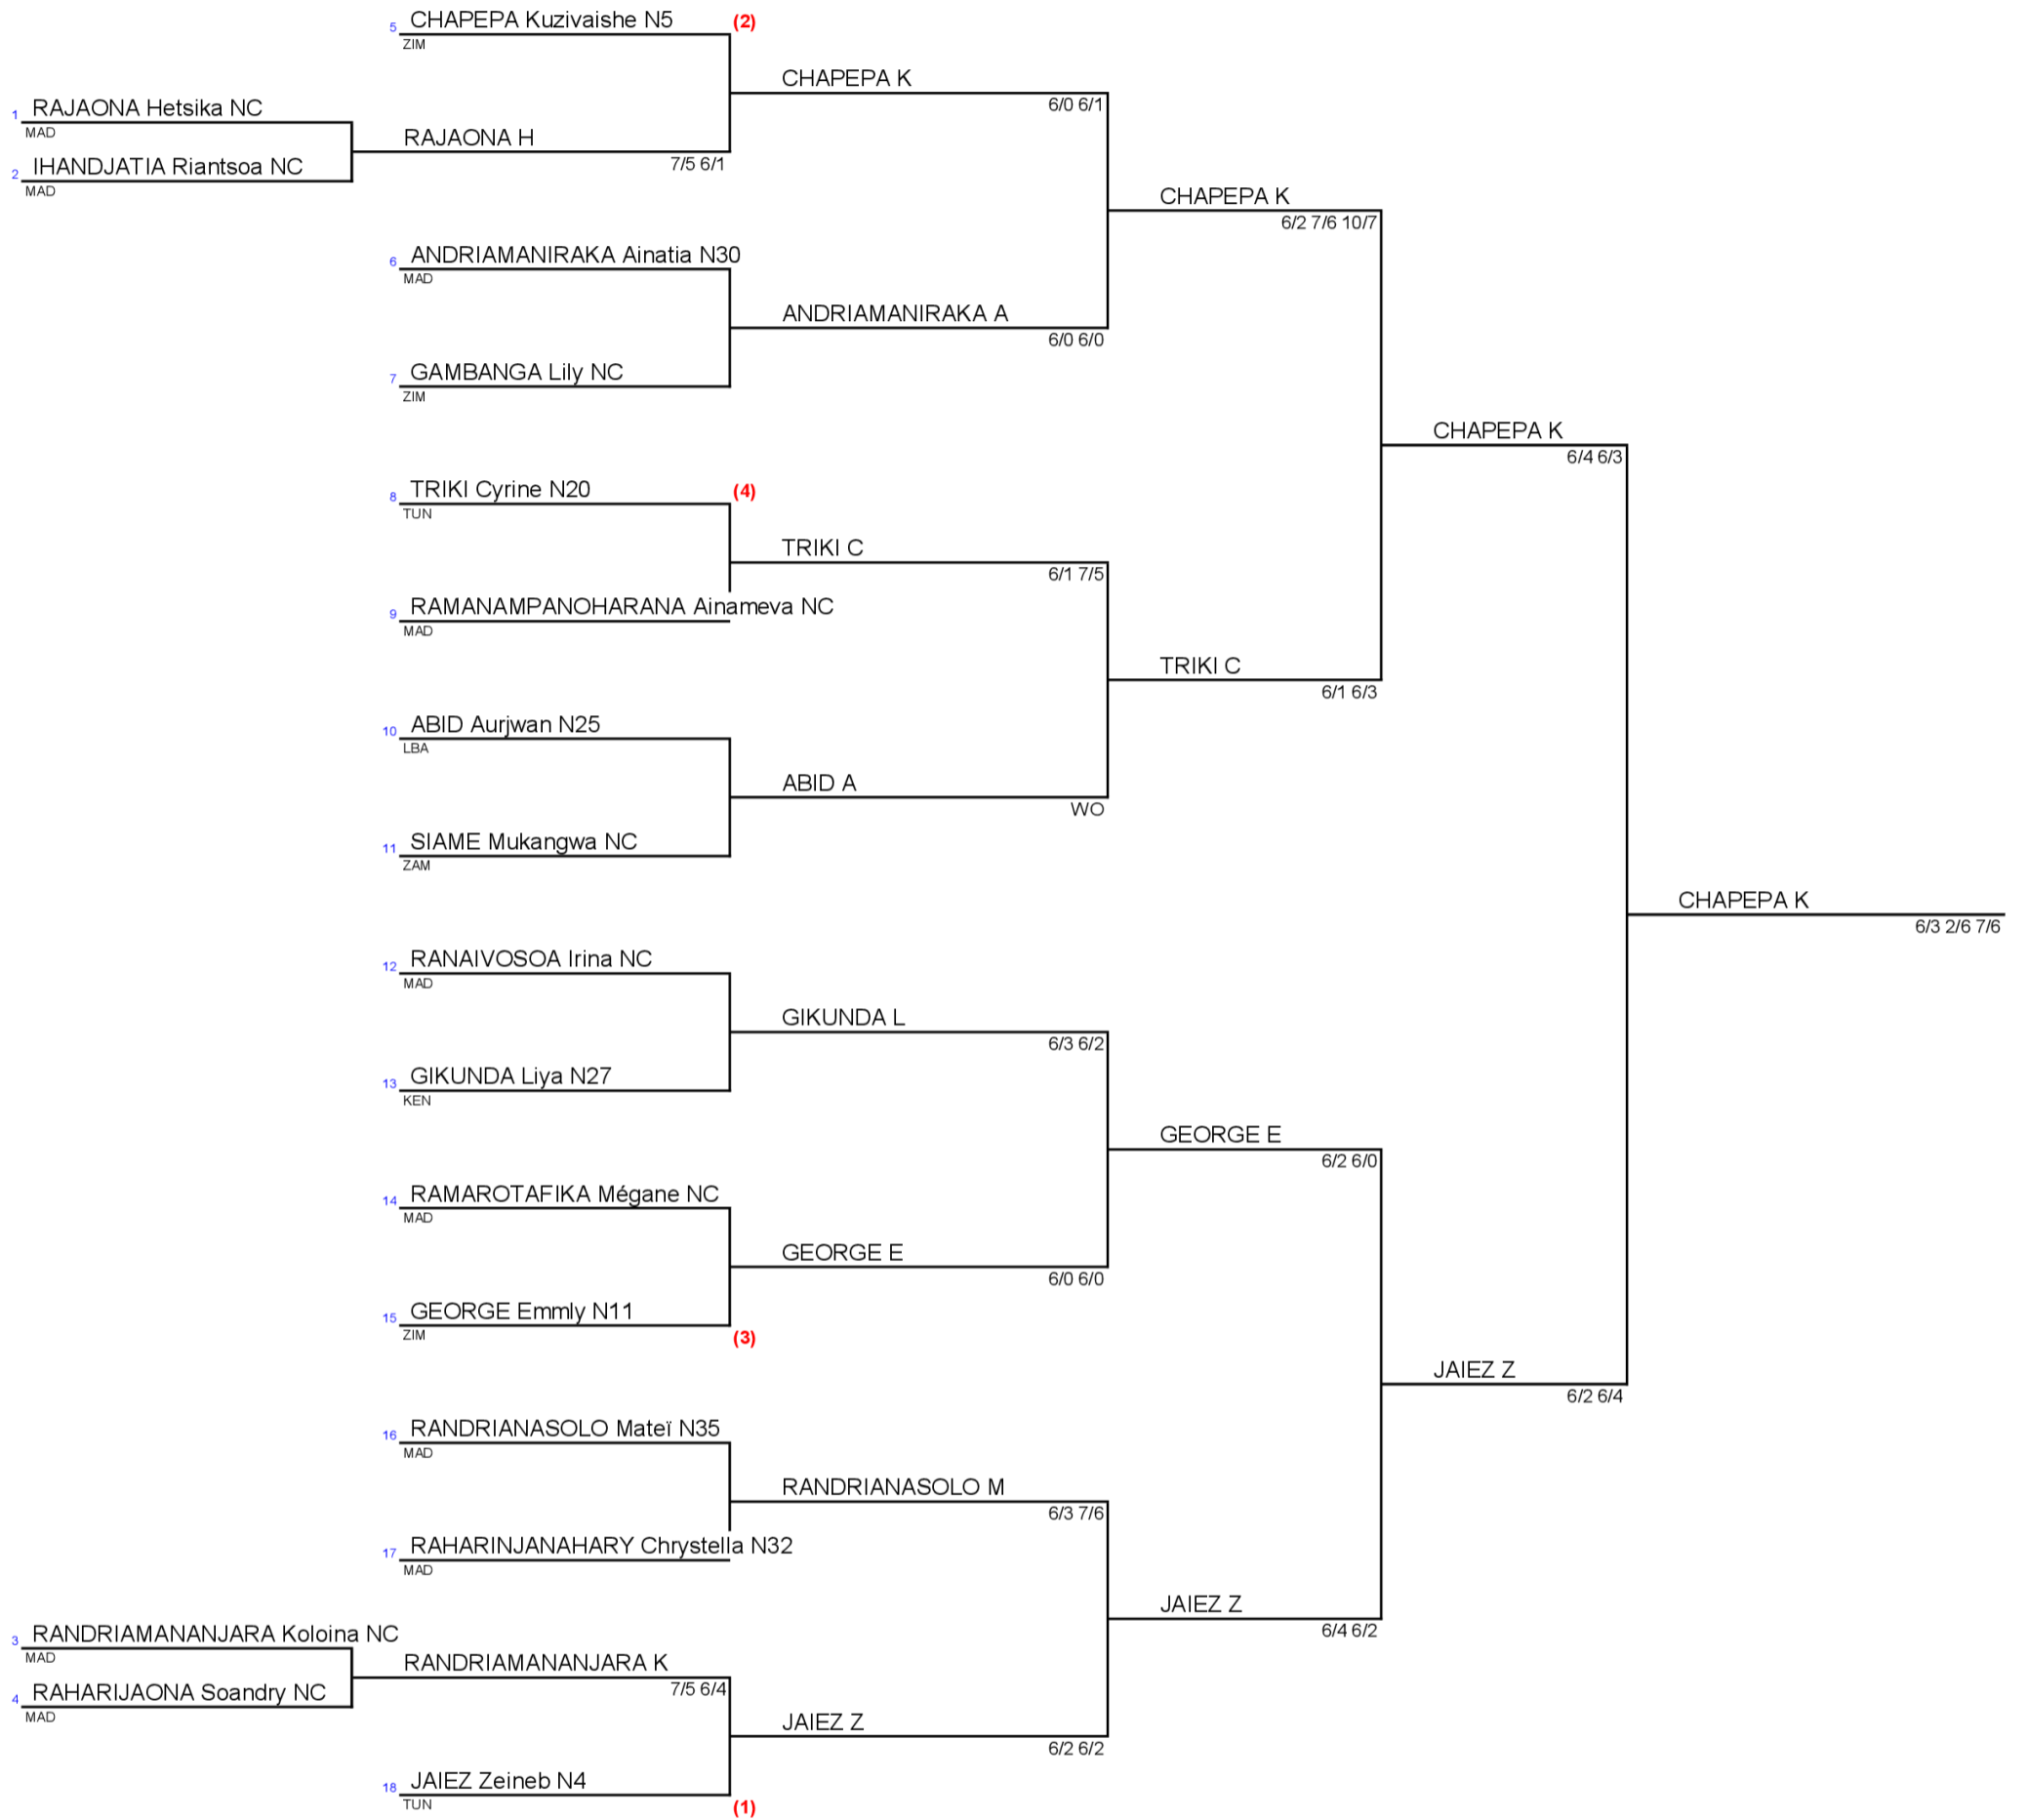 5 CHAPEPA Kuzivaishe N5 (2)
ZIM
CHAPEPA K
6/0 6/1
1 RAJAONA Hetsika NC
MAD
RAJAONA H
7/5 6/1
2 IHANDJATIA Riantsoa NC
MAD
CHAPEPA K
6/2 7/6 10/7
6 ANDRIAMANIRAKA Ainatia N30
MAD
ANDRIAMANIRAKA A
6/0 6/0
7 GAMBANGA Lily NC
ZIM
CHAPEPA K
6/4 6/3
8 TRIKI Cyrine N20 (4)
TUN
TRIKI C
6/1 7/5
9 RAMANAMPANOHARANA Ainameva NC
MAD
TRIKI C
6/1 6/3
10 ABID Aurjwan N25
LBA
ABID A
WO
11 SIAME Mukangwa NC
ZAM
CHAPEPA K
6/3 2/6 7/6
12 RANAIVOSOA Irina NC
MAD
GIKUNDA L
6/3 6/2
13 GIKUNDA Liya N27
KEN
GEORGE E
6/2 6/0
14 RAMAROTAFIKA Mégane NC
MAD
GEORGE E
6/0 6/0
15 GEORGE Emmly N11
ZIM
(3)
JAIEZ Z
6/2 6/4
16 RANDRIANASOLO Mateï N35
MAD
RANDRIANASOLO M
6/3 7/6
17 RAHARINJANAHARY Chrystella N32
MAD
JAIEZ Z
6/4 6/2
3 RANDRIAMANANJARA Koloina NC
MAD
RANDRIAMANANJARA K
7/5 6/4
4 RAHARIJAONA Soandry NC
MAD
JAIEZ Z
6/2 6/2
18 JAIEZ Zeineb N4
TUN
(1)